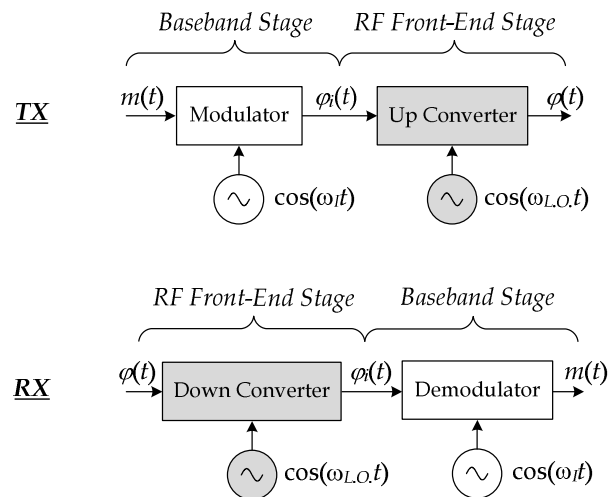 Baseband Stage
RF Front-End Stage
TX
m(t)
Modulator
φi(t)
Up Converter
φ(t)
cos(ωIt)
cos(ωL.O.t)
RF Front-End Stage
Baseband Stage
RX
φ(t)
Down Converter
φi(t)
Demodulator
m(t)
cos(ωL.O.t)
cos(ωIt)